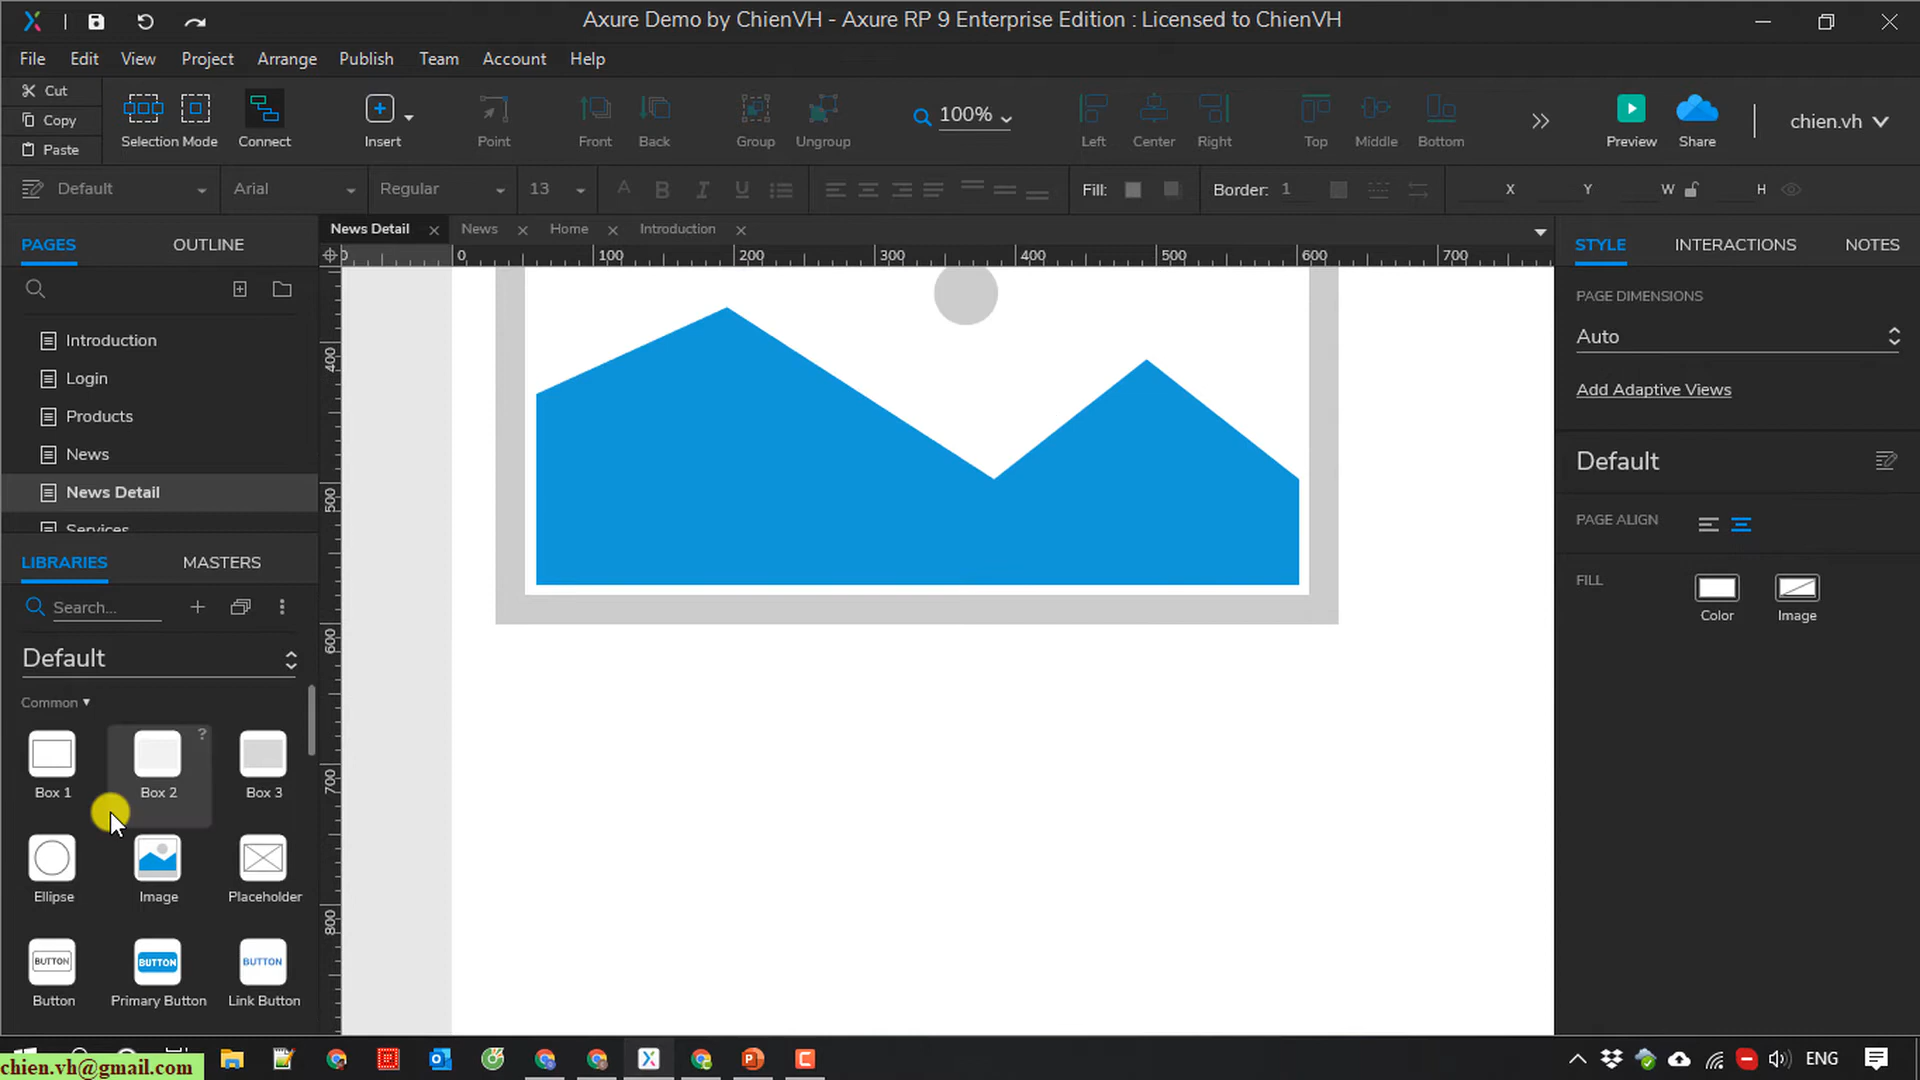 Axure Demo by ChienVH - Axure RP 9 Enterprise Edition : Licensed to ChienVH
File Edit View Project Arrange Publish Team Account Help
Cut
Copy
Paste
Selection Mode Connect Insert Point Front Back Group Ungroup 100% Left Center Right Top Middle Bottom Preview Share chien.vh
Default Arial Regular 13 Fill: Border: 1 X Y W H
PAGES OUTLINE
News Detail News Home Introduction
STYLE INTERACTIONS NOTES
0 100 200 300 400 500 600 700
400
500
600
700
800
Introduction
Login
Products
News
News Detail
Services
LIBRARIES MASTERS
Search...
Default
Common
?
Box 1 Box 2 Box 3
Ellipse Image Placeholder
BUTTON BUTTON BUTTON
Button Primary Button Link Button
PAGE DIMENSIONS
Auto
Add Adaptive Views
Default
PAGE ALIGN
FILL
Color Image
chien.vh@gmail.com
ENG